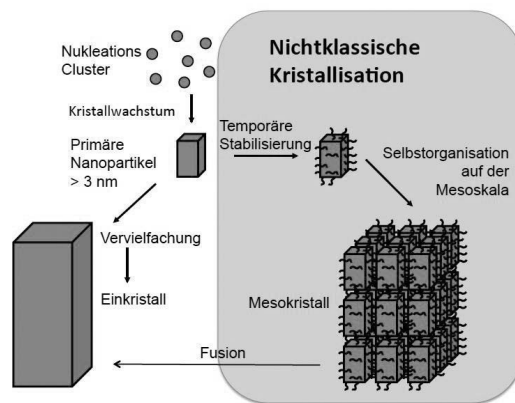 Nukleations
Cluster
Nichtklassische
Kristallisation
Kristallwachstum
Temporäre
Stabilisierung
Primäre
Nanopartikel
> 3 nm
Selbstorganisation
auf der
Mesoskala
Vervielfachung
Einkristall
Mesokristall
Fusion